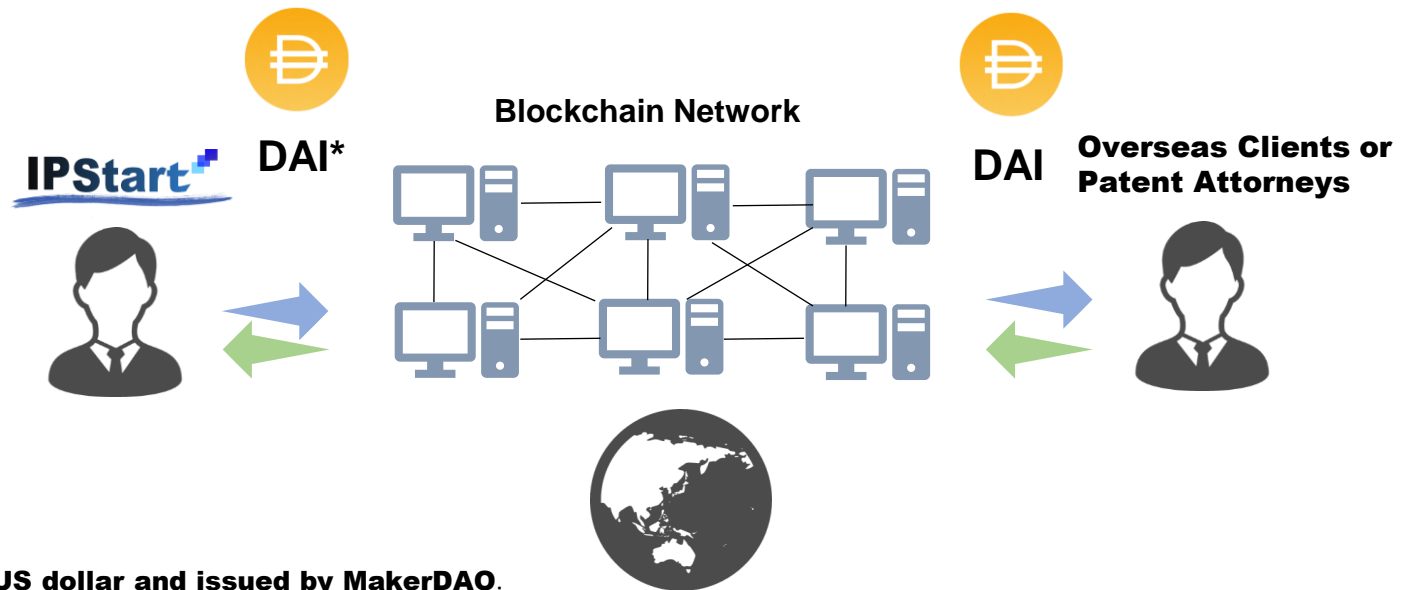 Blockchain Network
IPStart
DAI*
DAI
Overseas Clients or
Patent Attorneys
US dollar and issued by MakerDAO.